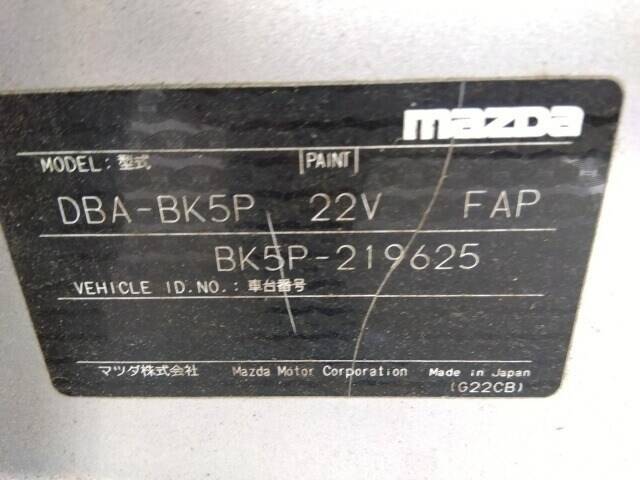 mazda
MODEL: 型式 PAINT
DBA-BK5P 22V FAP
BK5P-219625
VEHICLE ID.NO.: 車台番号
マツダ株式会社 Mazda Motor Corporation Made in Japan
(G22CB)